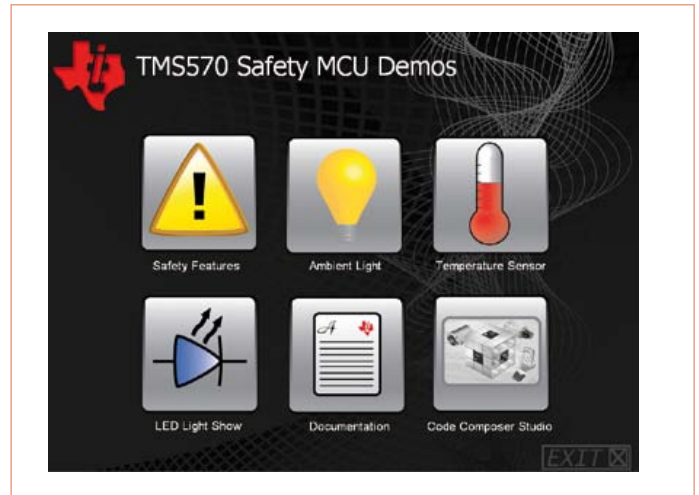 TMS570 Safety MCU Demos
Safety Features
Ambient Light
Temperature Sensor
LED Light Show
Documentation
Code Composer Studio
EXIT